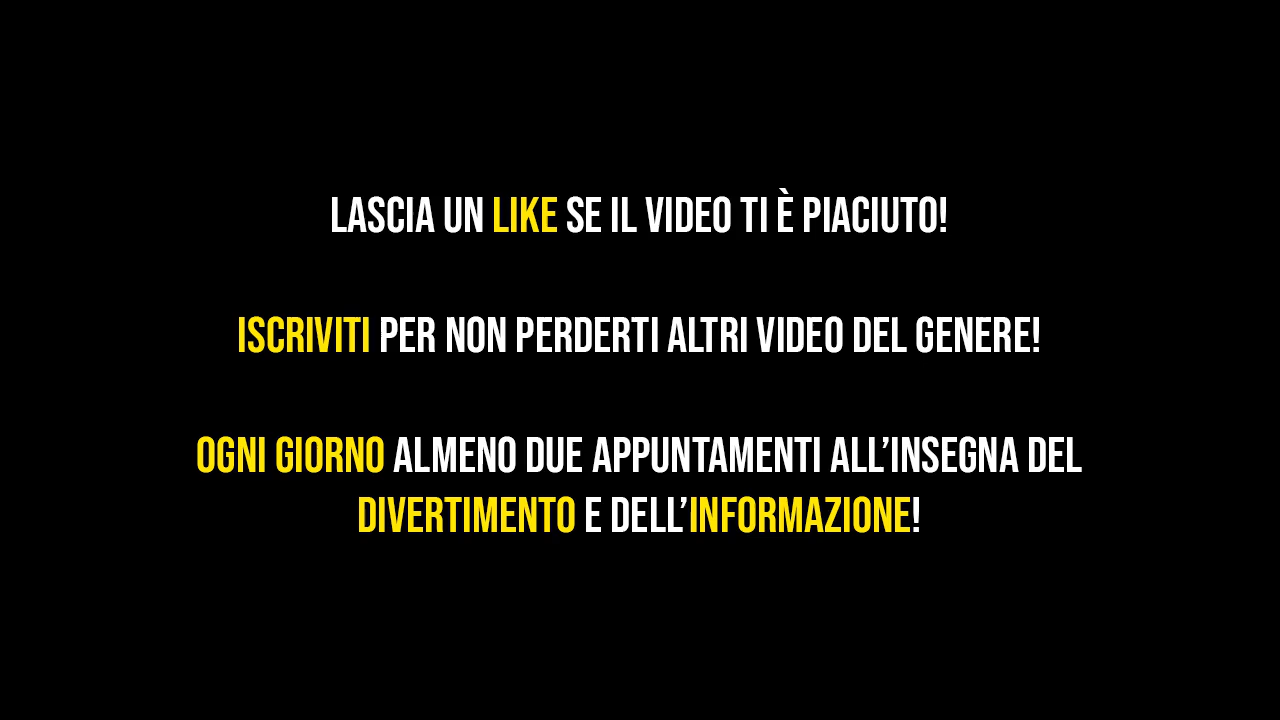 LASCIA UN LIKE SE IL VIDEO TI È PIACIUTO!
ISCRIVITI PER NON PERDERTI ALTRI VIDEO DEL GENERE!
OGNI GIORNO ALMENO DUE APPUNTAMENTI ALL’INSEGNA DEL
DIVERTIMENTO E DELL’INFORMAZIONE!